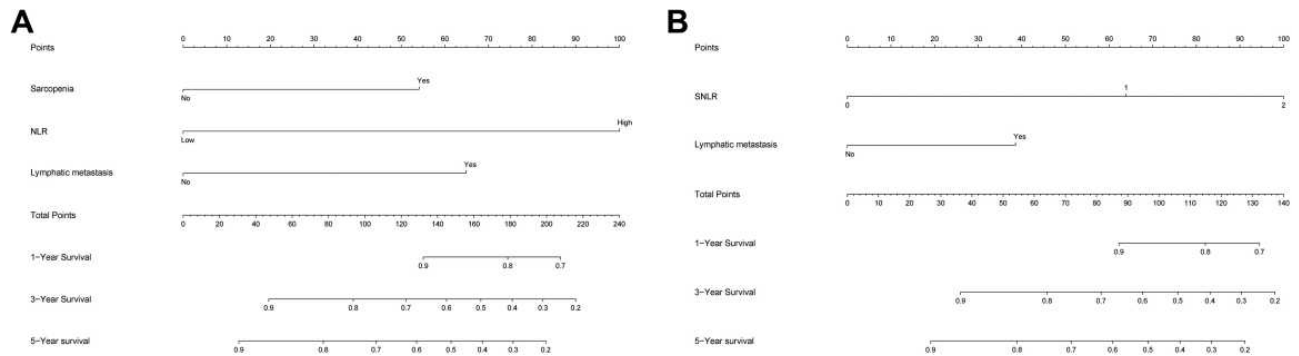 A
Points
0 10 20 30 40 50 60 70 80 90 100
Sarcopenia
Yes
No
NLR
High
Low
Lymphatic metastasis
Yes
No
Total Points
0 20 40 60 80 100 120 140 160 180 200 220 240
1−Year Survival
0.9 0.8 0.7
3−Year Survival
0.9 0.8 0.7 0.6 0.5 0.4 0.3 0.2
5−Year survival
0.9 0.8 0.7 0.6 0.5 0.4 0.3 0.2
B
Points
0 10 20 30 40 50 60 70 80 90 100
SNLR
1
0 2
Lymphatic metastasis
Yes
No
Total Points
0 10 20 30 40 50 60 70 80 90 100 110 120 130 140
1−Year Survival
0.9 0.8 0.7
3−Year Survival
0.9 0.8 0.7 0.6 0.5 0.4 0.3 0.2
5−Year survival
0.9 0.8 0.7 0.6 0.5 0.4 0.3 0.2